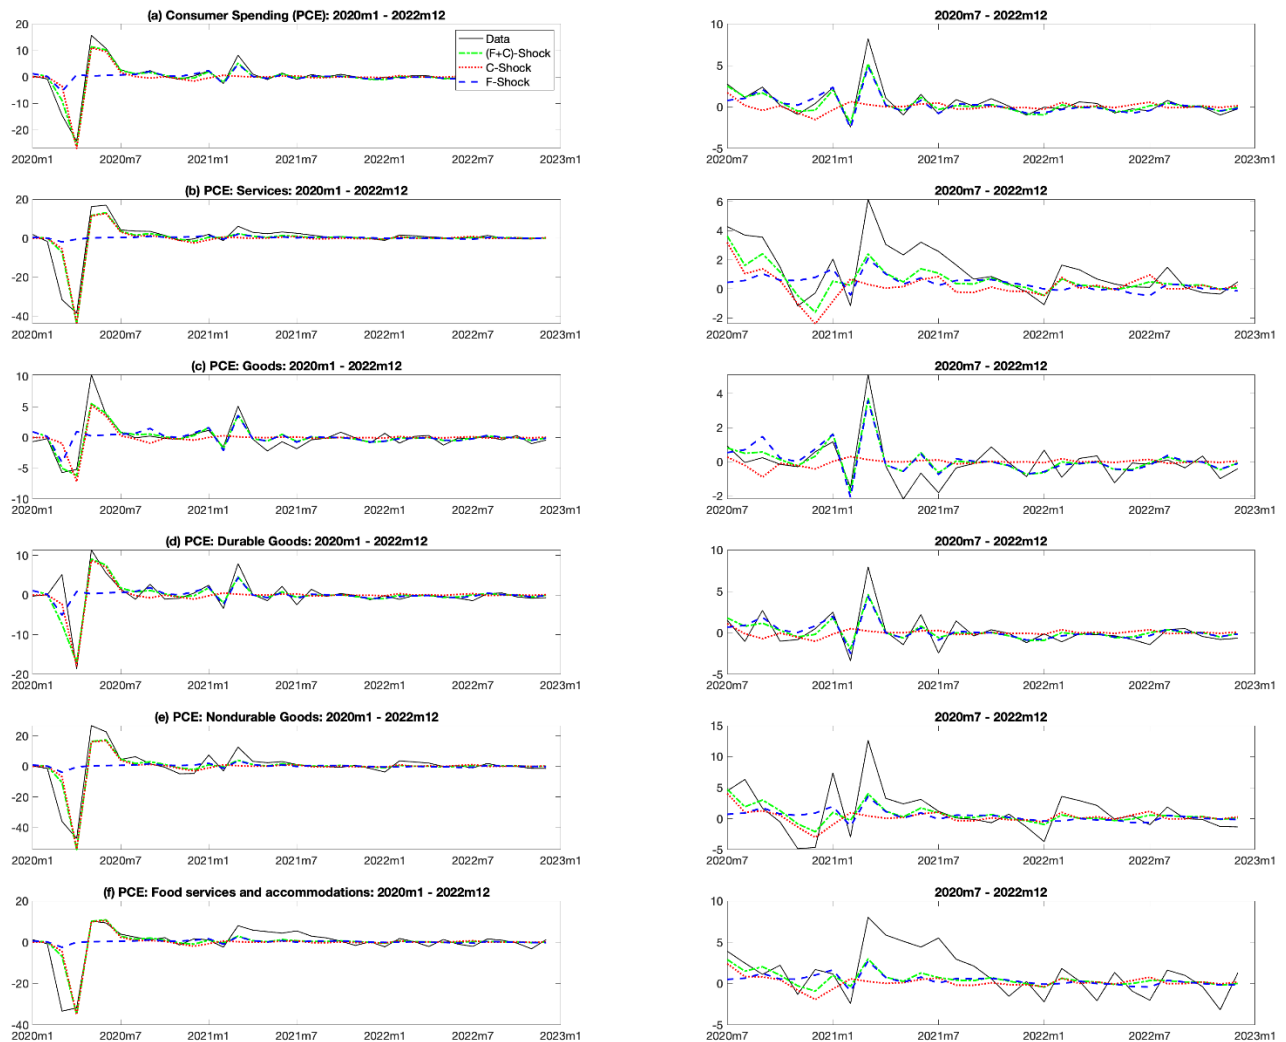 (a) Consumer Spending (PCE): 2020m1 - 2022m12
20
10
0
-10
-20
2020m1 2020m7 2021m1 2021m7 2022m1 2022m7 2023m1
Data
(F+C)-Shock
C-Shock
F-Shock
2020m7 - 2022m12
10
5
0
-5
2020m7 2021m1 2021m7 2022m1 2022m7 2023m1
(b) PCE: Services: 2020m1 - 2022m12
20
0
-20
-40
2020m1 2020m7 2021m1 2021m7 2022m1 2022m7 2023m1
2020m7 - 2022m12
6
4
2
0
-2
2020m7 2021m1 2021m7 2022m1 2022m7 2023m1
(c) PCE: Goods: 2020m1 - 2022m12
10
5
0
-5
-10
2020m1 2020m7 2021m1 2021m7 2022m1 2022m7 2023m1
2020m7 - 2022m12
4
2
0
-2
2020m7 2021m1 2021m7 2022m1 2022m7 2023m1
(d) PCE: Durable Goods: 2020m1 - 2022m12
10
0
-10
-20
2020m1 2020m7 2021m1 2021m7 2022m1 2022m7 2023m1
2020m7 - 2022m12
10
5
0
-5
2020m7 2021m1 2021m7 2022m1 2022m7 2023m1
(e) PCE: Nondurable Goods: 2020m1 - 2022m12
20
0
-20
-40
2020m1 2020m7 2021m1 2021m7 2022m1 2022m7 2023m1
2020m7 - 2022m12
15
10
5
0
-5
2020m7 2021m1 2021m7 2022m1 2022m7 2023m1
(f) PCE: Food services and accommodations: 2020m1 - 2022m12
20
0
-20
-40
2020m1 2020m7 2021m1 2021m7 2022m1 2022m7 2023m1
2020m7 - 2022m12
10
5
0
-5
2020m7 2021m1 2021m7 2022m1 2022m7 2023m1